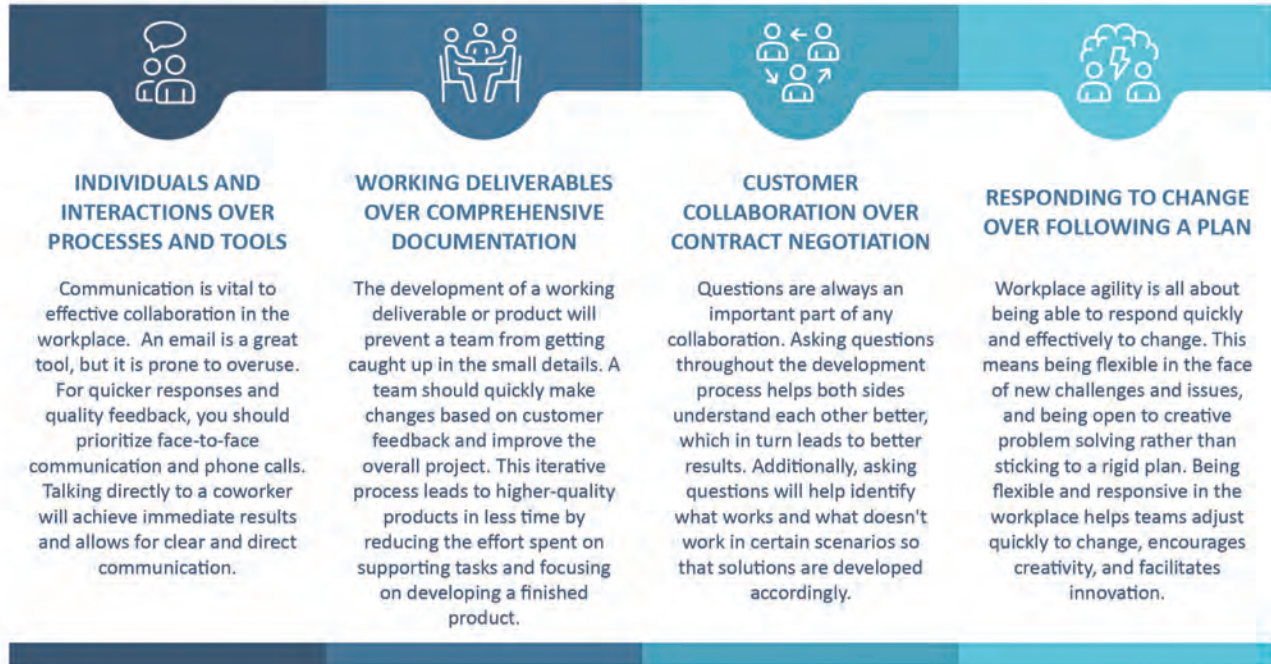 INDIVIDUALS AND
INTERACTIONS OVER
PROCESSES AND TOOLS
Communication is vital to
effective collaboration in the
workplace. An email is a great
tool, but it is prone to overuse.
For quicker responses and
quality feedback, you should
prioritize face-to-face
communication and phone calls.
Talking directly to a coworker
will achieve immediate results
and allows for clear and direct
communication.
WORKING DELIVERABLES
OVER COMPREHENSIVE
DOCUMENTATION
The development of a working
deliverable or product will
prevent a team from getting
caught up in the small details. A
team should quickly make
changes based on customer
feedback and improve the
overall project. This iterative
process leads to higher-quality
products in less time by
reducing the effort spent on
supporting tasks and focusing
on developing a finished
product.
CUSTOMER
COLLABORATION OVER
CONTRACT NEGOTIATION
Questions are always an
important part of any
collaboration. Asking questions
throughout the development
process helps both sides
understand each other better,
which in turn leads to better
results. Additionally, asking
questions will help identify
what works and what doesn't
work in certain scenarios so
that solutions are developed
accordingly.
RESPONDING TO CHANGE
OVER FOLLOWING A PLAN
Workplace agility is all about
being able to respond quickly
and effectively to change. This
means being flexible in the face
of new challenges and issues,
and being open to creative
problem solving rather than
sticking to a rigid plan. Being
flexible and responsive in the
workplace helps teams adjust
quickly to change, encourages
creativity, and facilitates
innovation.